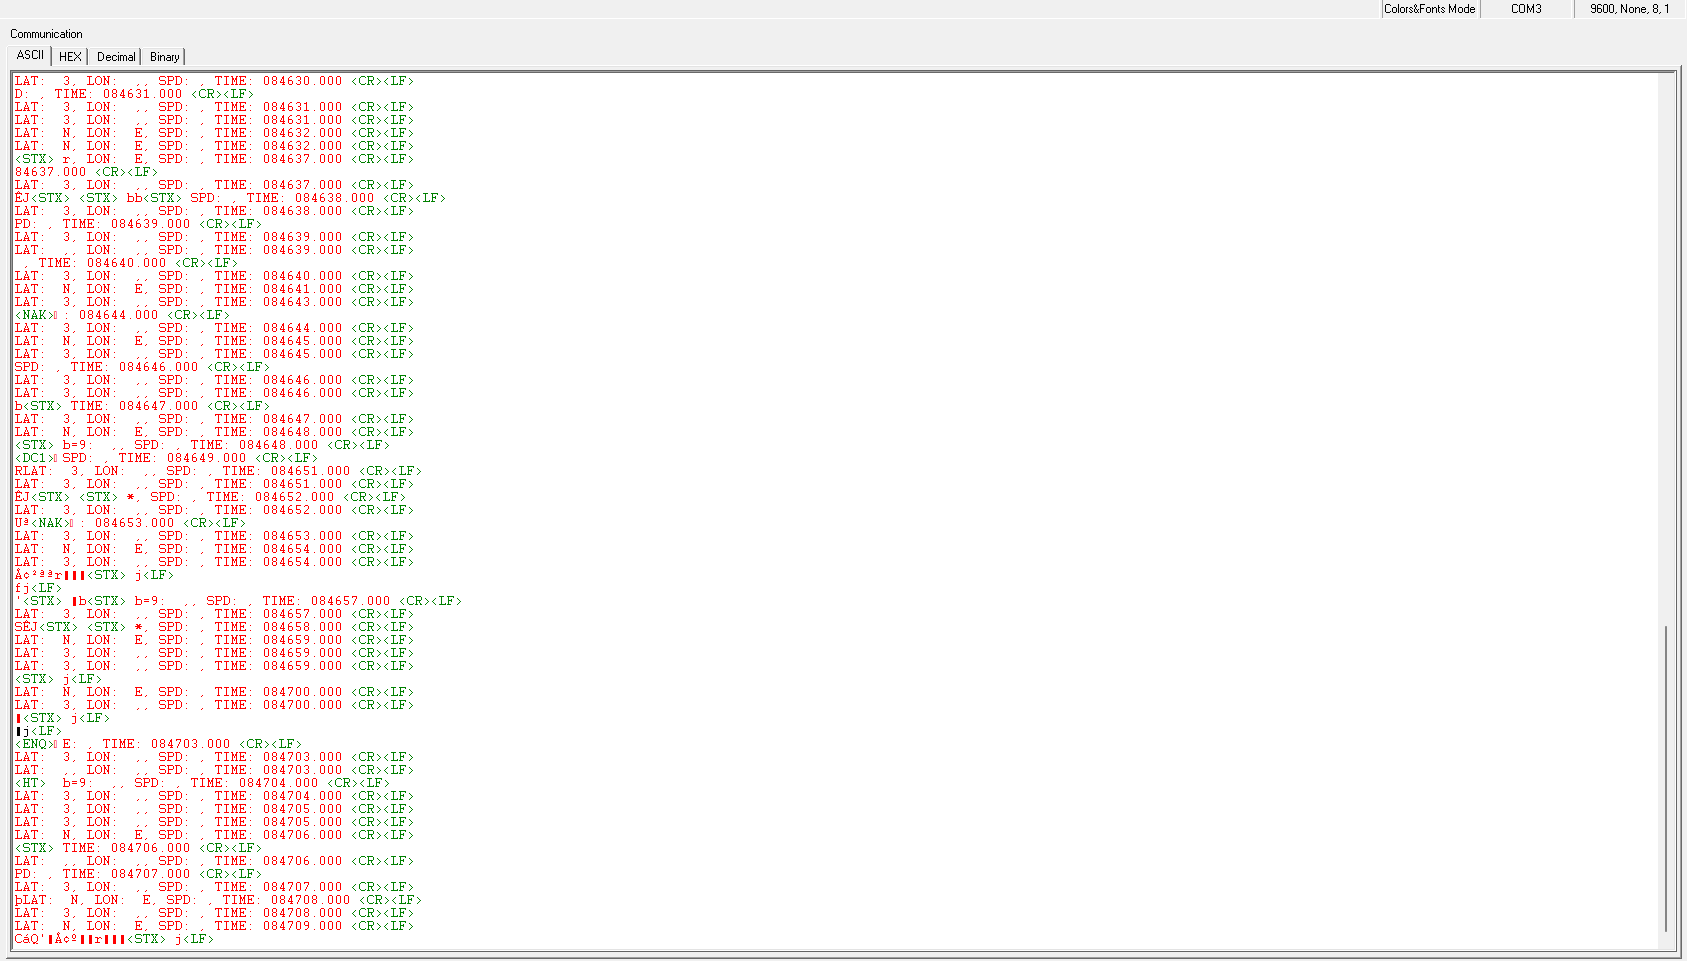 Colors&Fonts Mode COM3 9600, None, 8, 1
Communication
ASCII HEX Decimal Binary
LAT:  3, LON:  ,, SPD: , TIME: 084630.000 <CR><LF>
D: , TIME: 084631.000 <CR><LF>
LAT:  3, LON:  ,, SPD: , TIME: 084631.000 <CR><LF>
LAT:  3, LON:  ,, SPD: , TIME: 084631.000 <CR><LF>
LAT:  N, LON:  E, SPD: , TIME: 084632.000 <CR><LF>
LAT:  N, LON:  E, SPD: , TIME: 084632.000 <CR><LF>
<STX> r, LON:  E, SPD: , TIME: 084637.000 <CR><LF>
84637.000 <CR><LF>
LAT:  3, LON:  ,, SPD: , TIME: 084637.000 <CR><LF>
ÊJ<STX> <STX> bb<STX> SPD: , TIME: 084638.000 <CR><LF>
LAT:  3, LON:  ,, SPD: , TIME: 084638.000 <CR><LF>
PD: , TIME: 084639.000 <CR><LF>
LAT:  3, LON:  ,, SPD: , TIME: 084639.000 <CR><LF>
LAT:  ,, LON:  ,, SPD: , TIME: 084639.000 <CR><LF>
 , TIME: 084640.000 <CR><LF>
LAT:  3, LON:  ,, SPD: , TIME: 084640.000 <CR><LF>
LAT:  N, LON:  E, SPD: , TIME: 084641.000 <CR><LF>
LAT:  3, LON:  ,, SPD: , TIME: 084643.000 <CR><LF>
<NAK> : 084644.000 <CR><LF>
LAT:  3, LON:  ,, SPD: , TIME: 084644.000 <CR><LF>
LAT:  N, LON:  E, SPD: , TIME: 084645.000 <CR><LF>
LAT:  3, LON:  ,, SPD: , TIME: 084645.000 <CR><LF>
SPD: , TIME: 084646.000 <CR><LF>
LAT:  3, LON:  ,, SPD: , TIME: 084646.000 <CR><LF>
LAT:  3, LON:  ,, SPD: , TIME: 084646.000 <CR><LF>
b<STX> TIME: 084647.000 <CR><LF>
LAT:  3, LON:  ,, SPD: , TIME: 084647.000 <CR><LF>
LAT:  N, LON:  E, SPD: , TIME: 084648.000 <CR><LF>
<STX> b=9:  ,, SPD: , TIME: 084648.000 <CR><LF>
<DC1> SPD: , TIME: 084649.000 <CR><LF>
RLAT:  3, LON:  ,, SPD: , TIME: 084651.000 <CR><LF>
LAT:  3, LON:  ,, SPD: , TIME: 084651.000 <CR><LF>
ÊJ<STX> <STX> *, SPD: , TIME: 084652.000 <CR><LF>
LAT:  3, LON:  ,, SPD: , TIME: 084652.000 <CR><LF>
Uª<NAK> : 084653.000 <CR><LF>
LAT:  3, LON:  ,, SPD: , TIME: 084653.000 <CR><LF>
LAT:  N, LON:  E, SPD: , TIME: 084654.000 <CR><LF>
LAT:  3, LON:  ,, SPD: , TIME: 084654.000 <CR><LF>
Å¢²ªªr<STX> j<LF>
fj<LF>
'<STX> b<STX> b=9:  ,, SPD: , TIME: 084657.000 <CR><LF>
LAT:  3, LON:  ,, SPD: , TIME: 084657.000 <CR><LF>
SÊJ<STX> <STX> *, SPD: , TIME: 084658.000 <CR><LF>
LAT:  N, LON:  E, SPD: , TIME: 084659.000 <CR><LF>
LAT:  3, LON:  ,, SPD: , TIME: 084659.000 <CR><LF>
LAT:  3, LON:  ,, SPD: , TIME: 084659.000 <CR><LF>
<STX> j<LF>
LAT:  N, LON:  E, SPD: , TIME: 084700.000 <CR><LF>
LAT:  3, LON:  ,, SPD: , TIME: 084700.000 <CR><LF>
<STX> j<LF>
j<LF>
<ENQ> E: , TIME: 084703.000 <CR><LF>
LAT:  3, LON:  ,, SPD: , TIME: 084703.000 <CR><LF>
LAT:  ,, LON:  ,, SPD: , TIME: 084703.000 <CR><LF>
<HT>  b=9:  ,, SPD: , TIME: 084704.000 <CR><LF>
LAT:  3, LON:  ,, SPD: , TIME: 084704.000 <CR><LF>
LAT:  3, LON:  ,, SPD: , TIME: 084705.000 <CR><LF>
LAT:  3, LON:  ,, SPD: , TIME: 084705.000 <CR><LF>
LAT:  N, LON:  E, SPD: , TIME: 084706.000 <CR><LF>
<STX> TIME: 084706.000 <CR><LF>
LAT:  ,, LON:  ,, SPD: , TIME: 084706.000 <CR><LF>
PD: , TIME: 084707.000 <CR><LF>
LAT:  3, LON:  ,, SPD: , TIME: 084707.000 <CR><LF>
þLAT:  N, LON:  E, SPD: , TIME: 084708.000 <CR><LF>
LAT:  3, LON:  ,, SPD: , TIME: 084708.000 <CR><LF>
LAT:  N, LON:  E, SPD: , TIME: 084709.000 <CR><LF>
CáQ'Å¢ºr<STX> j<LF>